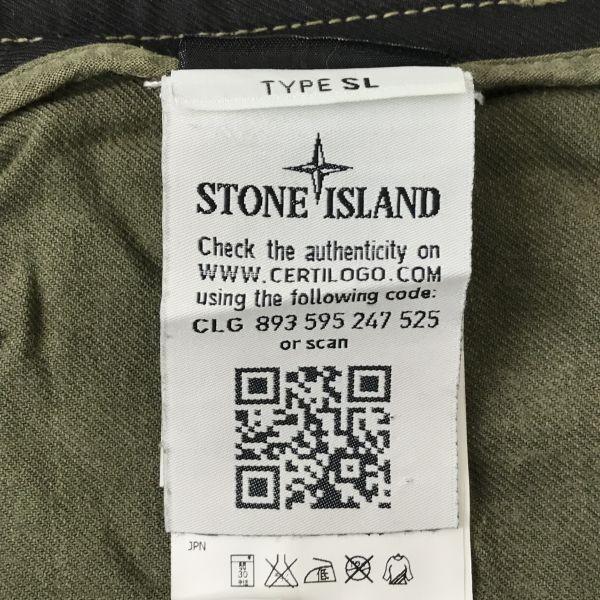 TYPE SL
STONE ISLAND
Check the authenticity on
WWW.CERTILOGO.COM
using the following code:
CLG 893 595 247 525
or scan
JPN
30